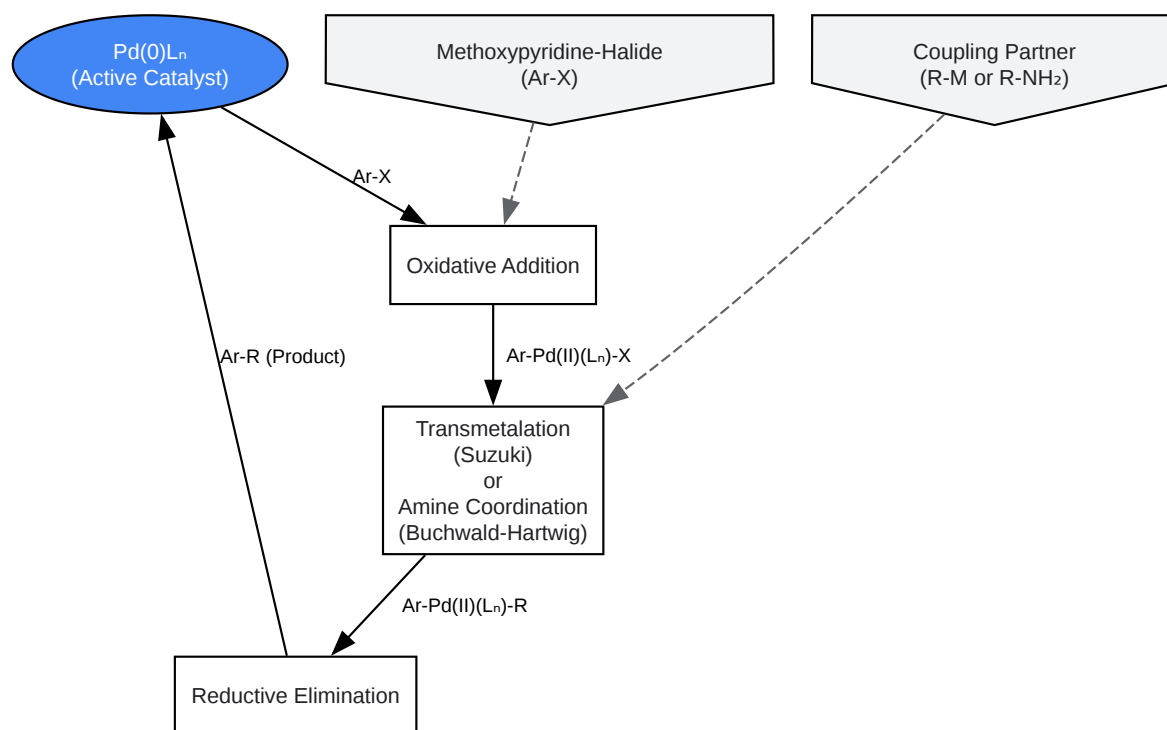 Pd(0)Lₙ
(Active Catalyst)
Methoxypyridine-Halide
(Ar-X)
Coupling Partner
(R-M or R-NH₂)
Ar-X
Oxidative Addition
Ar-R (Product)
Ar-Pd(II)(Lₙ)-X
Transmetalation
(Suzuki)
or
Amine Coordination
(Buchwald-Hartwig)
Ar-Pd(II)(Lₙ)-R
Reductive Elimination